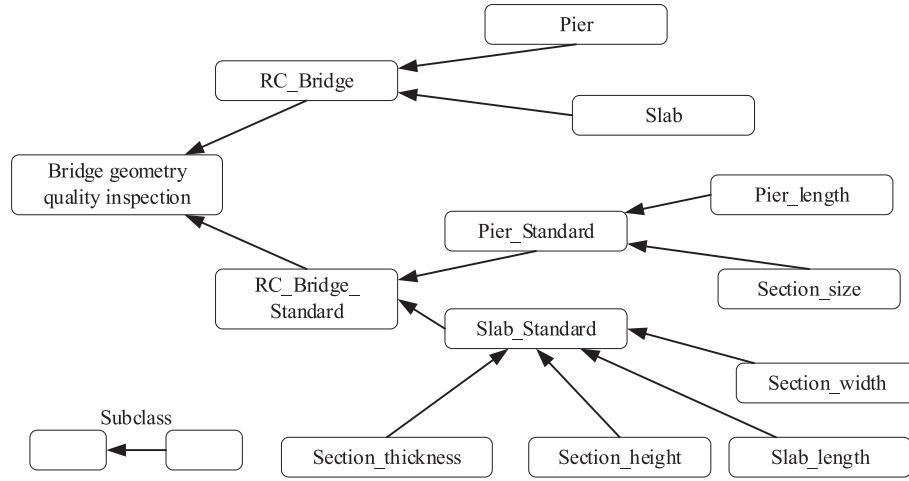 Pier
RC_Bridge
Slab
Bridge geometry
quality inspection
Pier_length
Pier_Standard
RC_Bridge_
Standard
Section_size
Slab_Standard
Section_width
Subclass
Section_thickness
Section_height
Slab_length